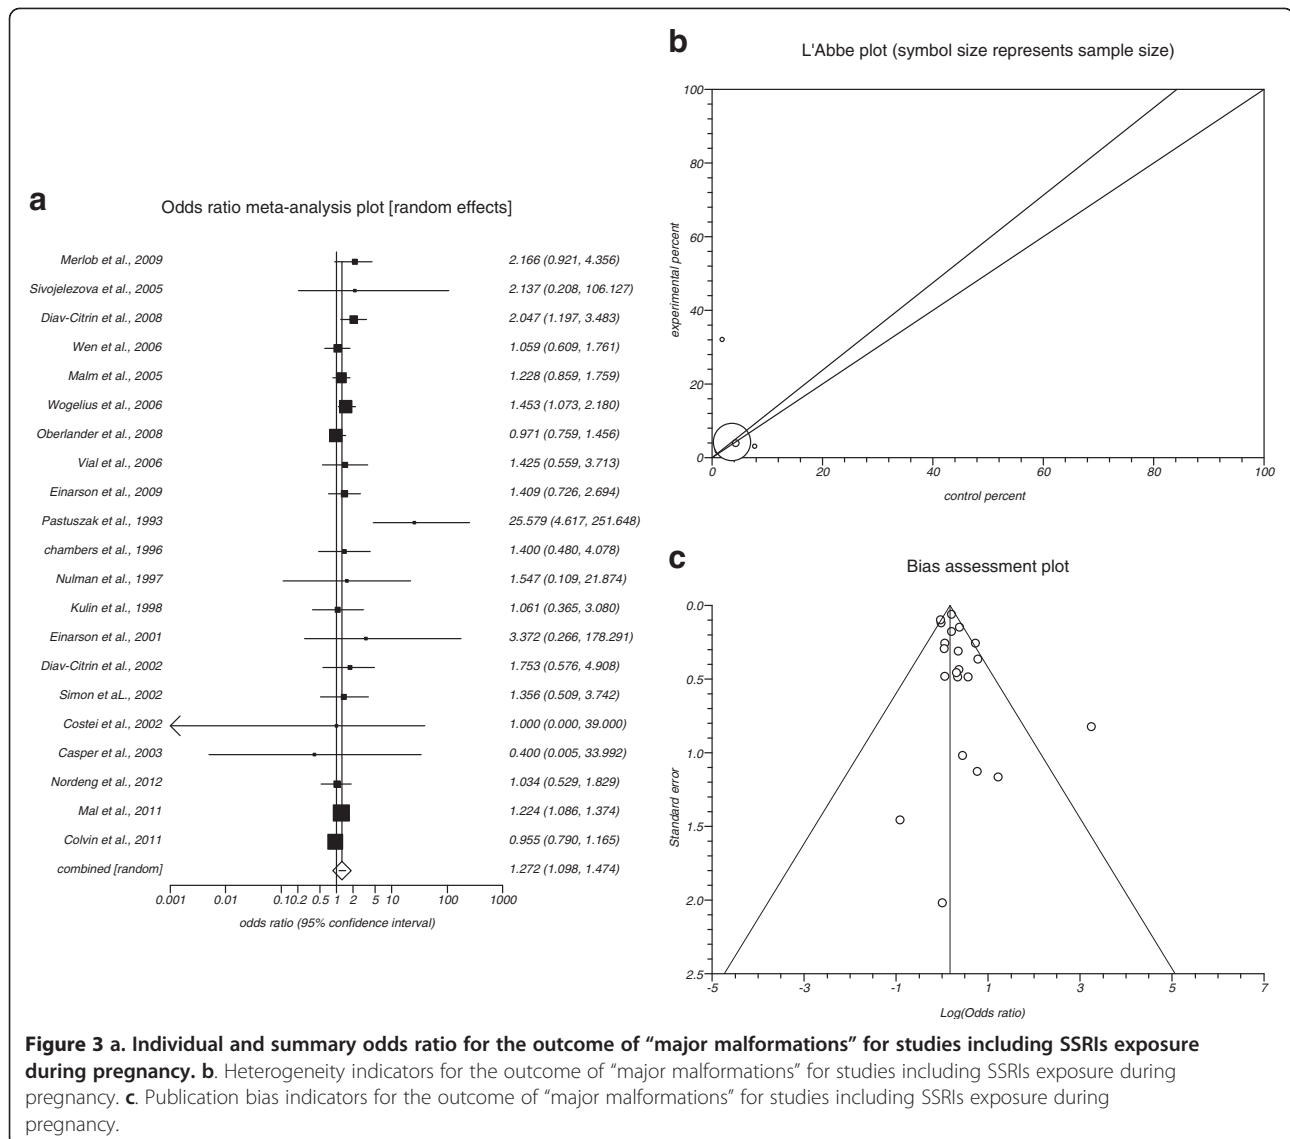 a
Odds ratio meta-analysis plot [random effects]
Merlob et al., 2009 2.166 (0.921, 4.356)
Sivojelezova et al., 2005 2.137 (0.208, 106.127)
Diav-Citrin et al., 2008 2.047 (1.197, 3.483)
Wen et al., 2006 1.059 (0.609, 1.761)
Malm et al., 2005 1.228 (0.859, 1.759)
Wogelius et al., 2006 1.453 (1.073, 2.180)
Oberlander et al., 2008 0.971 (0.759, 1.456)
Vial et al., 2006 1.425 (0.559, 3.713)
Einarson et al., 2009 1.409 (0.726, 2.694)
Pastuszak et al., 1993 25.579 (4.617, 251.648)
chambers et al., 1996 1.400 (0.480, 4.078)
Nulman et al., 1997 1.547 (0.109, 21.874)
Kulin et al., 1998 1.061 (0.365, 3.080)
Einarson et al., 2001 3.372 (0.266, 178.291)
Diav-Citrin et al., 2002 1.753 (0.576, 4.908)
Simon et aL., 2002 1.356 (0.509, 3.742)
Costei et al., 2002 1.000 (0.000, 39.000)
Casper et al., 2003 0.400 (0.005, 33.992)
Nordeng et al., 2012 1.034 (0.529, 1.829)
Mal et al., 2011 1.224 (1.086, 1.374)
Colvin et al., 2011 0.955 (0.790, 1.165)
combined [random] 1.272 (1.098, 1.474)
0.001 0.01 0.10.2 0.5 1 2 5 10 100 1000
odds ratio (95% confidence interval)
b
L'Abbe plot (symbol size represents sample size)
experimental percent
100
80
60
40
20
0
0 20 40 60 80 100
control percent
c
Bias assessment plot
Standard error
0.0
0.5
1.0
1.5
2.0
2.5
-5 -3 -1 1 3 5 7
Log(Odds ratio)
Figure 3 a. Individual and summary odds ratio for the outcome of “major malformations” for studies including SSRIs exposure
during pregnancy. b. Heterogeneity indicators for the outcome of “major malformations” for studies including SSRIs exposure during
pregnancy. c. Publication bias indicators for the outcome of “major malformations” for studies including SSRIs exposure during
pregnancy.